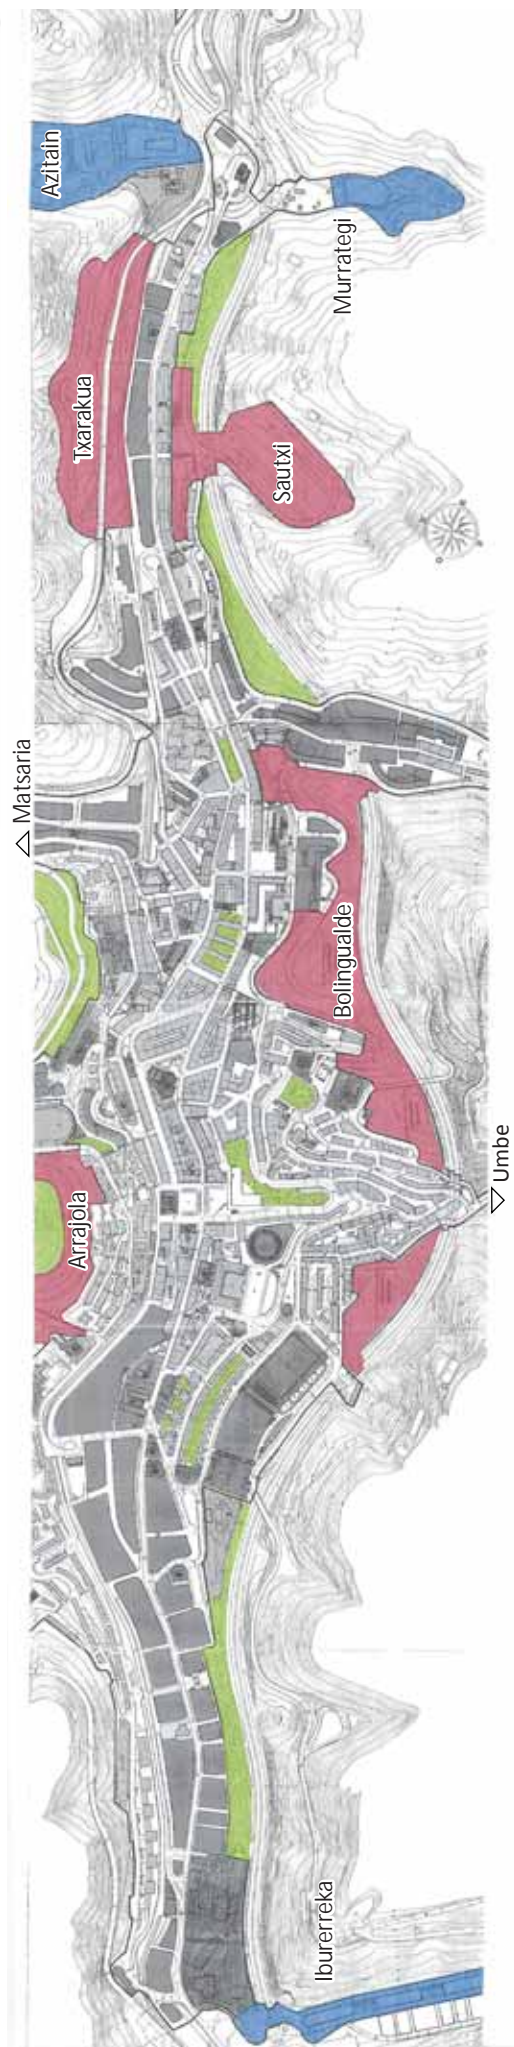 Azitain
Murrategi
Txarakua
Sautxi
Matsaria
Bolingualde
Umbe
Arrajola
Iburerreka